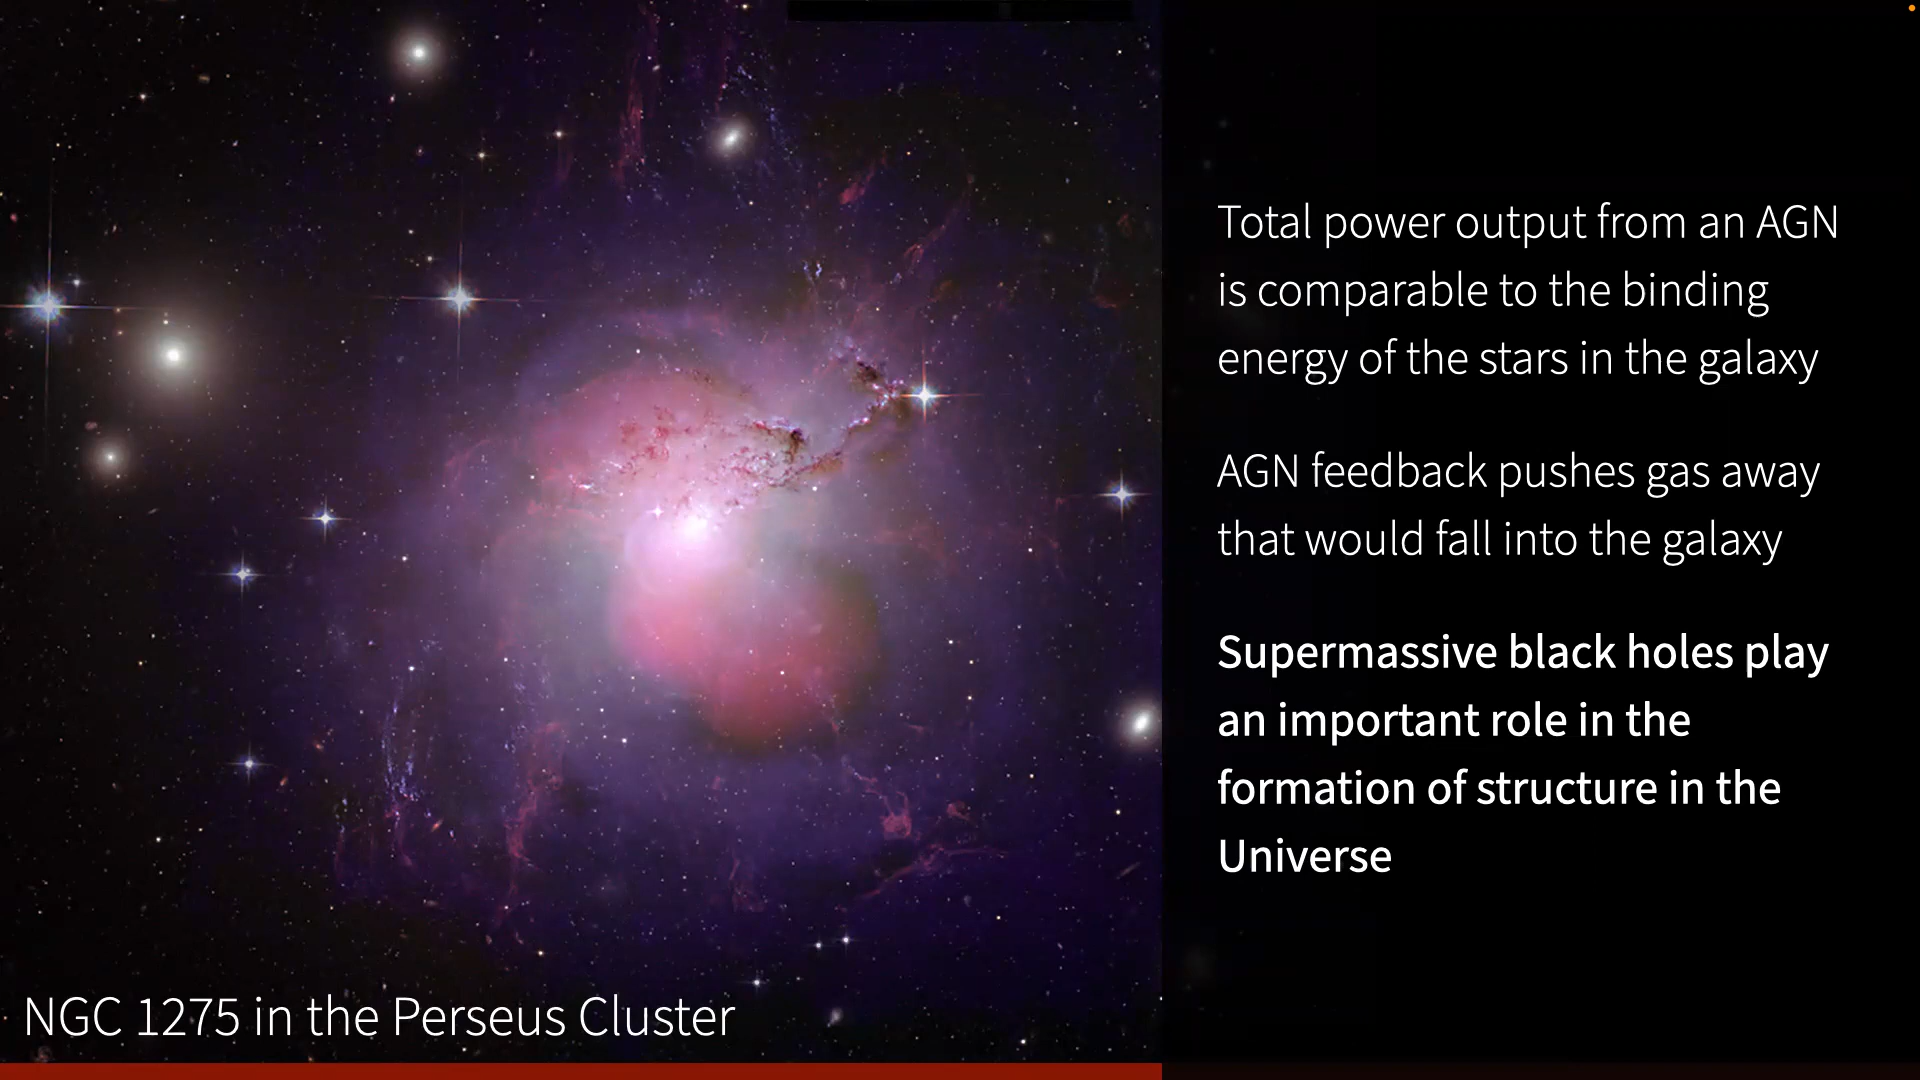 Total power output from an AGN
is comparable to the binding
energy of the stars in the galaxy
AGN feedback pushes gas away
that would fall into the galaxy
Supermassive black holes play
an important role in the
formation of structure in the
Universe
NGC 1275 in the Perseus Cluster